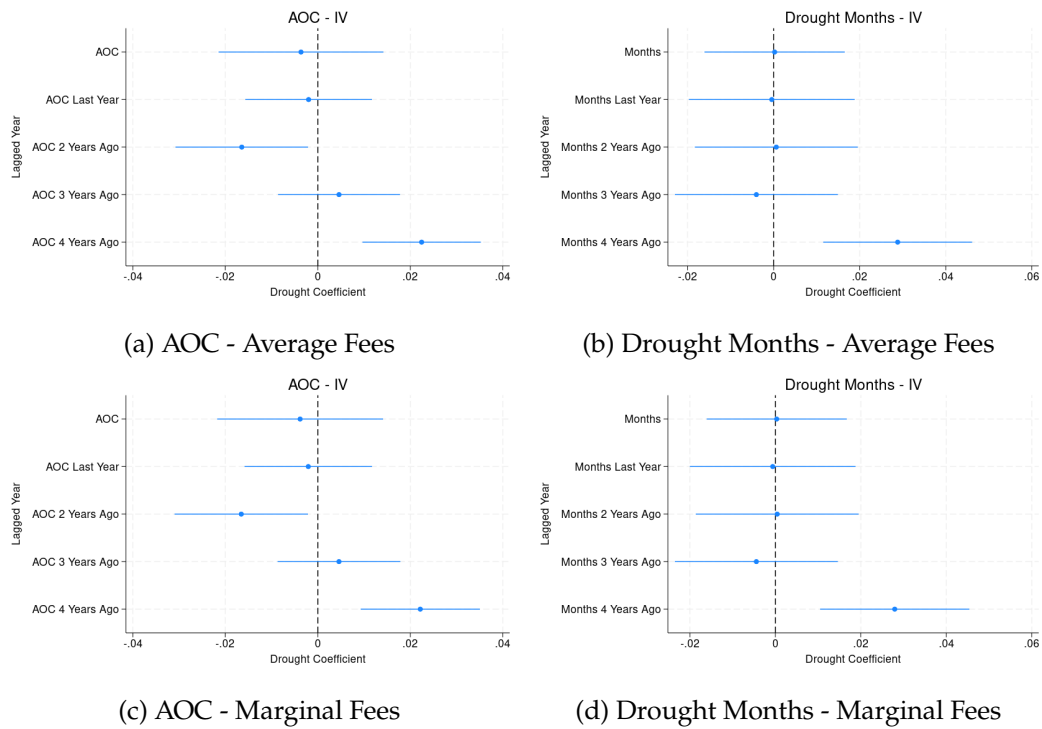 AOC - IV
Lagged Year
AOC
AOC Last Year
AOC 2 Years Ago
AOC 3 Years Ago
AOC 4 Years Ago
-.04 -.02 0 .02 .04
Drought Coefficient
(a) AOC - Average Fees
Drought Months - IV
Lagged Year
Months
Months Last Year
Months 2 Years Ago
Months 3 Years Ago
Months 4 Years Ago
-.02 0 .02 .04 .06
Drought Coefficient
(b) Drought Months - Average Fees
AOC - IV
Lagged Year
AOC
AOC Last Year
AOC 2 Years Ago
AOC 3 Years Ago
AOC 4 Years Ago
-.04 -.02 0 .02 .04
Drought Coefficient
(c) AOC - Marginal Fees
Drought Months - IV
Lagged Year
Months
Months Last Year
Months 2 Years Ago
Months 3 Years Ago
Months 4 Years Ago
-.02 0 .02 .04 .06
Drought Coefficient
(d) Drought Months - Marginal Fees